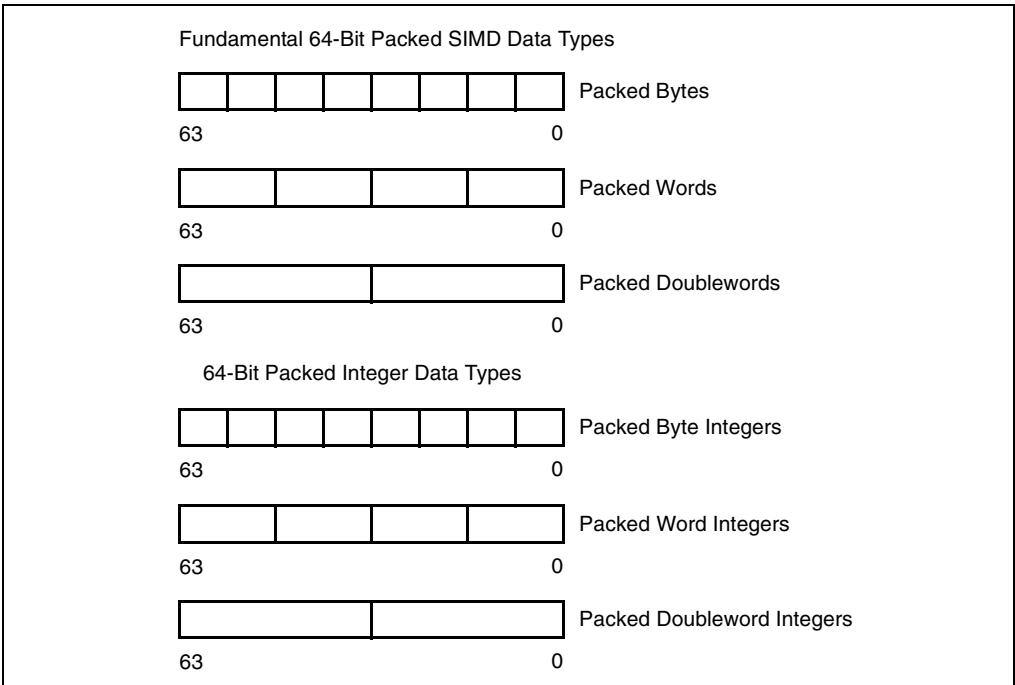 Fundamental 64-Bit Packed SIMD Data Types
Packed Bytes
63 0
Packed Words
63 0
Packed Doublewords
63 0
64-Bit Packed Integer Data Types
Packed Byte Integers
63 0
Packed Word Integers
63 0
Packed Doubleword Integers
63 0